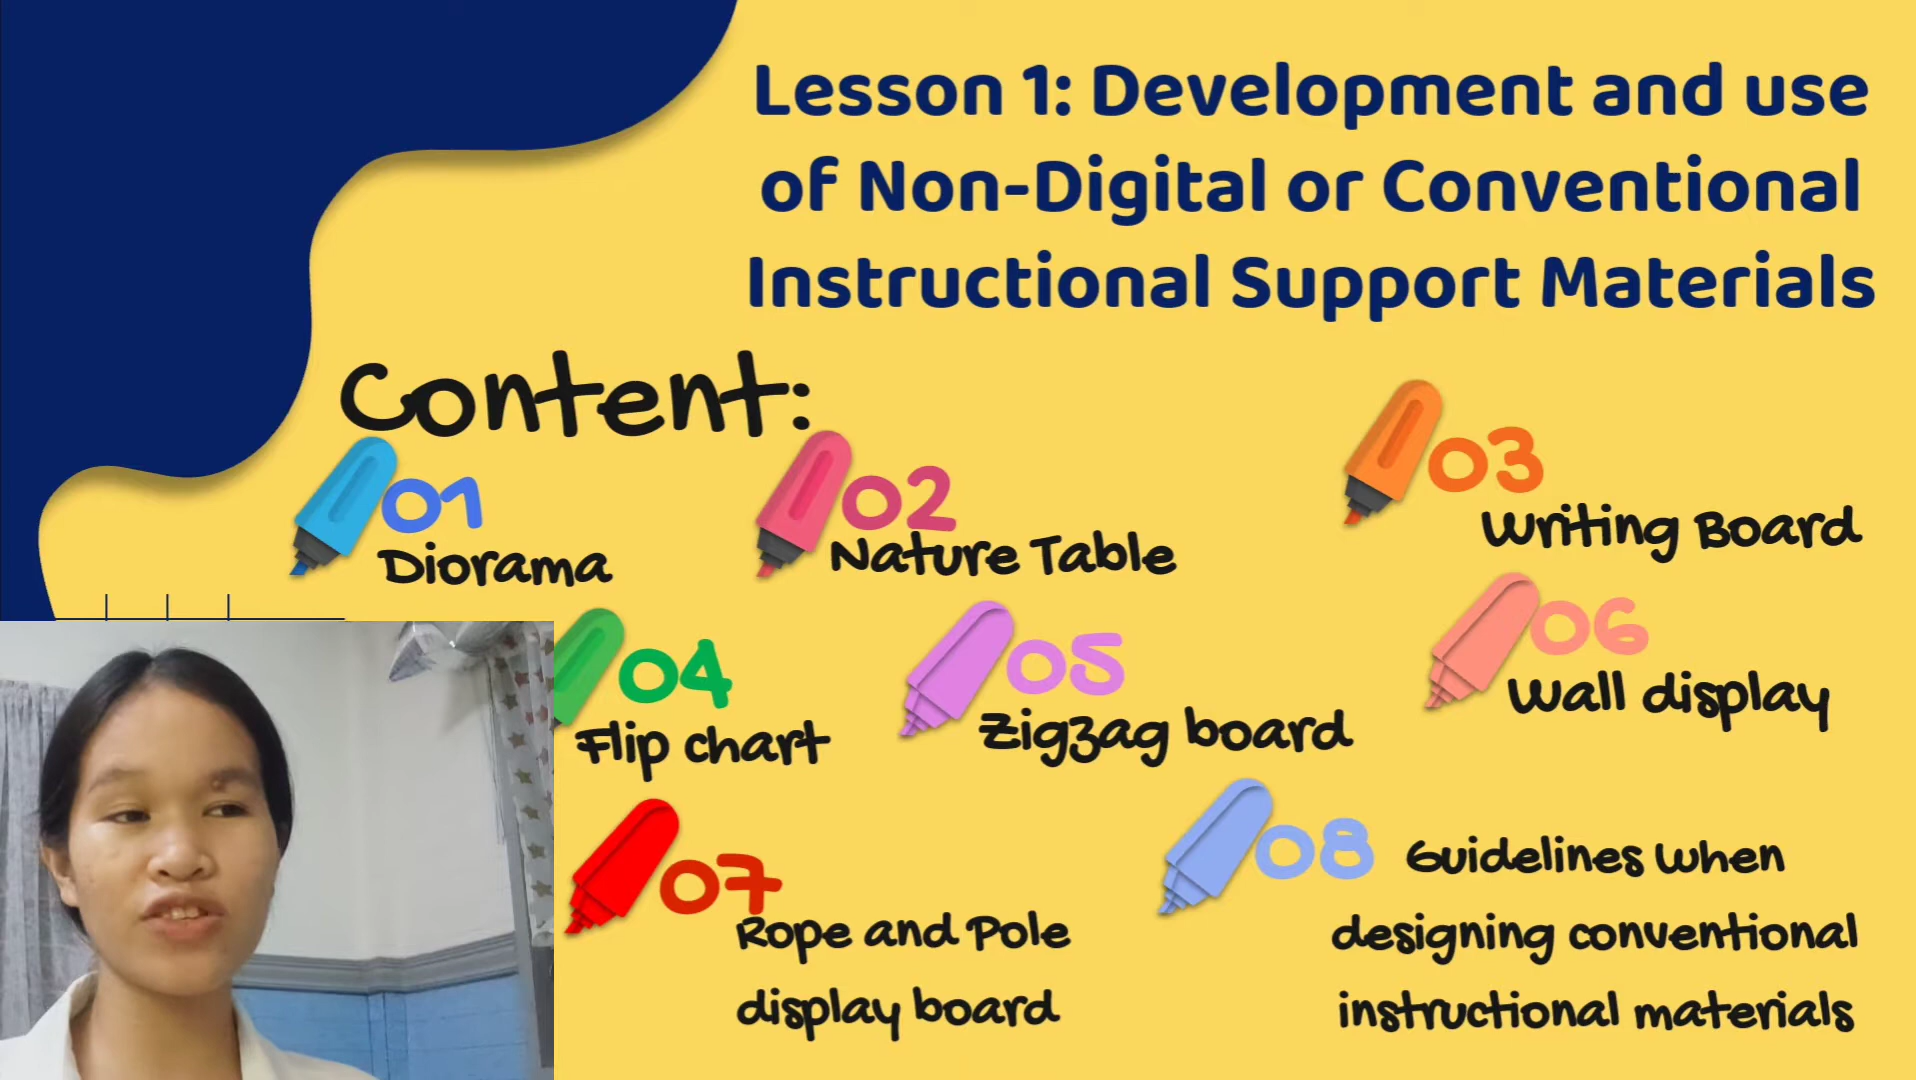 Lesson 1: Development and use
of Non-Digital or Conventional
Instructional Support Materials
Content:
01
Diorama
02
Nature Table
03
Writing Board
04
Flip chart
05
Zigzag board
06
Wall display
07
Rope and Pole
display board
08
Guidelines when
designing conventional
instructional materials